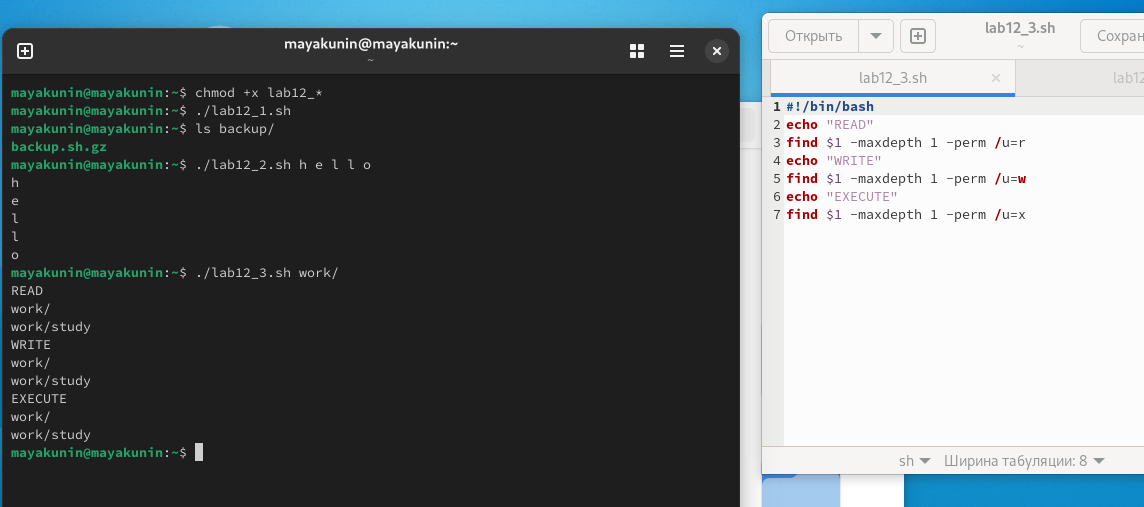 mayakunin@mayakunin:~
~
mayakunin@mayakunin:~$ chmod +x lab12_*
mayakunin@mayakunin:~$ ./lab12_1.sh
mayakunin@mayakunin:~$ ls backup/
backup.sh.gz
mayakunin@mayakunin:~$ ./lab12_2.sh h e l l o
h
e
l
l
o
mayakunin@mayakunin:~$ ./lab12_3.sh work/
READ
work/
work/study
WRITE
work/
work/study
EXECUTE
work/
work/study
mayakunin@mayakunin:~$
Открыть
lab12_3.sh
~
Сохран
lab12_3.sh
lab12
1 #!/bin/bash
2 echo "READ"
3 find $1 -maxdepth 1 -perm /u=r
4 echo "WRITE"
5 find $1 -maxdepth 1 -perm /u=w
6 echo "EXECUTE"
7 find $1 -maxdepth 1 -perm /u=x
sh Ширина табуляции: 8